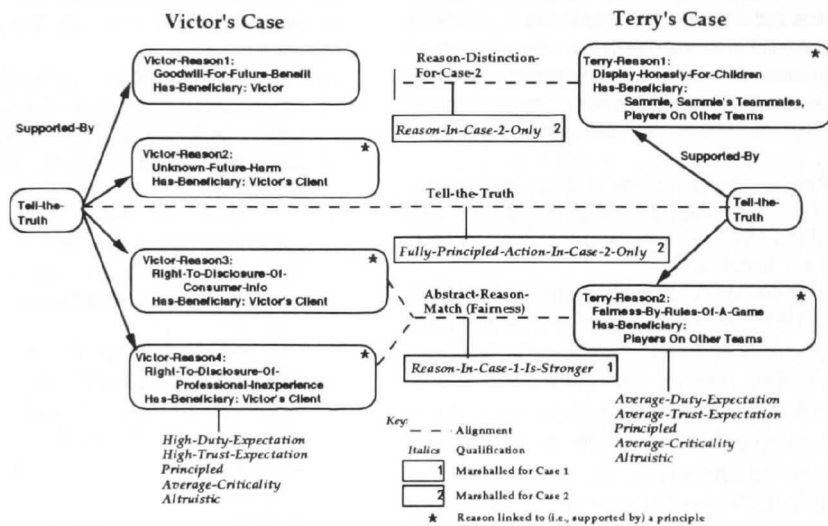 Victor's Case
Terry's Case
Victor-Reason1:
Goodwill-For-Future-Benefit
Has-Beneficiary: Victor
Reason-Distinction-
For-Case-2
Terry-Reason1:
Display-Honesty-For-Children
Has-Beneficiary:
Sammie, Sammie's Teammates,
Players On Other Teams
Supported-By
Reason-In-Case-2-Only 2
Victor-Reason2:
Unknown-Future-Harm
Has-Beneficiary: Victor's Client
Supported-By
Tell-the-
Truth
Tell-the-Truth
Tell-the-
Truth
Fully-Principled-Action-In-Case-2-Only 2
Victor-Reason3:
Right-To-Disclosure-Of-
Consumer-Info
Has-Beneficiary: Victor's Client
Abstract-Reason-
Match (Fairness)
Terry-Reason2:
Fairness-By-Rules-Of-A-Game
Has-Beneficiary:
Players On Other Teams
Victor-Reason4:
Right-To-Disclosure-Of-
Professional-Inexperience
Has-Beneficiary: Victor's Client
Reason-In-Case-1-Is-Stronger 1
High-Duty-Expectation
High-Trust-Expectation
Principled
Average-Criticality
Altruistic
Average-Duty-Expectation
Average-Trust-Expectation
Principled
Average-Criticality
Altruistic
Key:
Alignment
Italics Qualification
1 Marshalled for Case 1
2 Marshalled for Case 2
★ Reason linked to (i.e., supported by) a principle